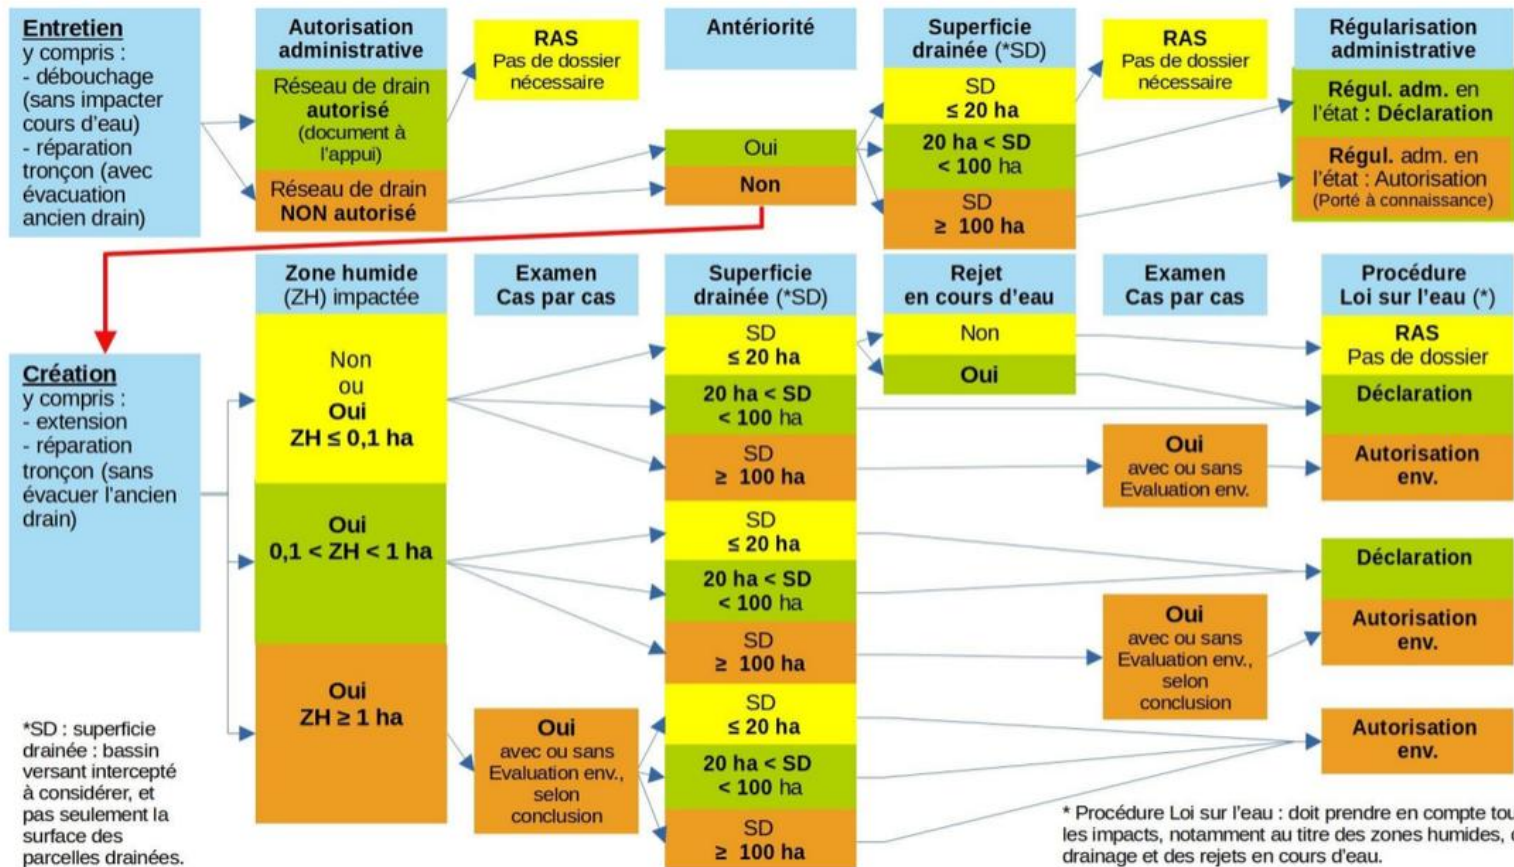 Entretien
y compris :
- débouchage
(sans impacter
cours d'eau)
- réparation
tronçon (avec
évacuation
ancien drain)
Autorisation
administrative
Réseau de drain
autorisé
(document à
l'appui)
Réseau de drain
NON autorisé
RAS
Pas de dossier
nécessaire
Antériorité
Oui
Non
Superficie
drainée (*SD)
SD
≤ 20 ha
20 ha < SD
< 100 ha
SD
≥ 100 ha
RAS
Pas de dossier
nécessaire
Régularisation
administrative
Régul. adm. en
l'état : Déclaration
Régul. adm. en
l'état : Autorisation
(Porté à connaissance)
Création
y compris :
- extension
- réparation
tronçon (sans
évacuer l'ancien
drain)
Zone humide
(ZH) impactée
Non
ou
Oui
ZH ≤ 0,1 ha
Oui
0,1 < ZH < 1 ha
Oui
ZH ≥ 1 ha
Examen
Cas par cas
Oui
avec ou sans
Evaluation env.,
selon
conclusion
Superficie
drainée (*SD)
SD
≤ 20 ha
20 ha < SD
< 100 ha
SD
≥ 100 ha
SD
≤ 20 ha
20 ha < SD
< 100 ha
SD
≥ 100 ha
SD
≤ 20 ha
20 ha < SD
< 100 ha
SD
≥ 100 ha
Rejet
en cours d'eau
Non
Oui
Examen
Cas par cas
Oui
avec ou sans
Evaluation env.
Oui
avec ou sans
Evaluation env.,
selon
conclusion
Procédure
Loi sur l'eau (*)
RAS
Pas de dossier
Déclaration
Autorisation
env.
Déclaration
Autorisation
env.
Autorisation
env.
*SD : superficie
drainée : bassin
versant intercepté
à considérer, et
pas seulement la
surface des
parcelles drainées.
* Procédure Loi sur l'eau : doit prendre en compte tou
les impacts, notamment au titre des zones humides,
drainage et des rejets en cours d'eau.